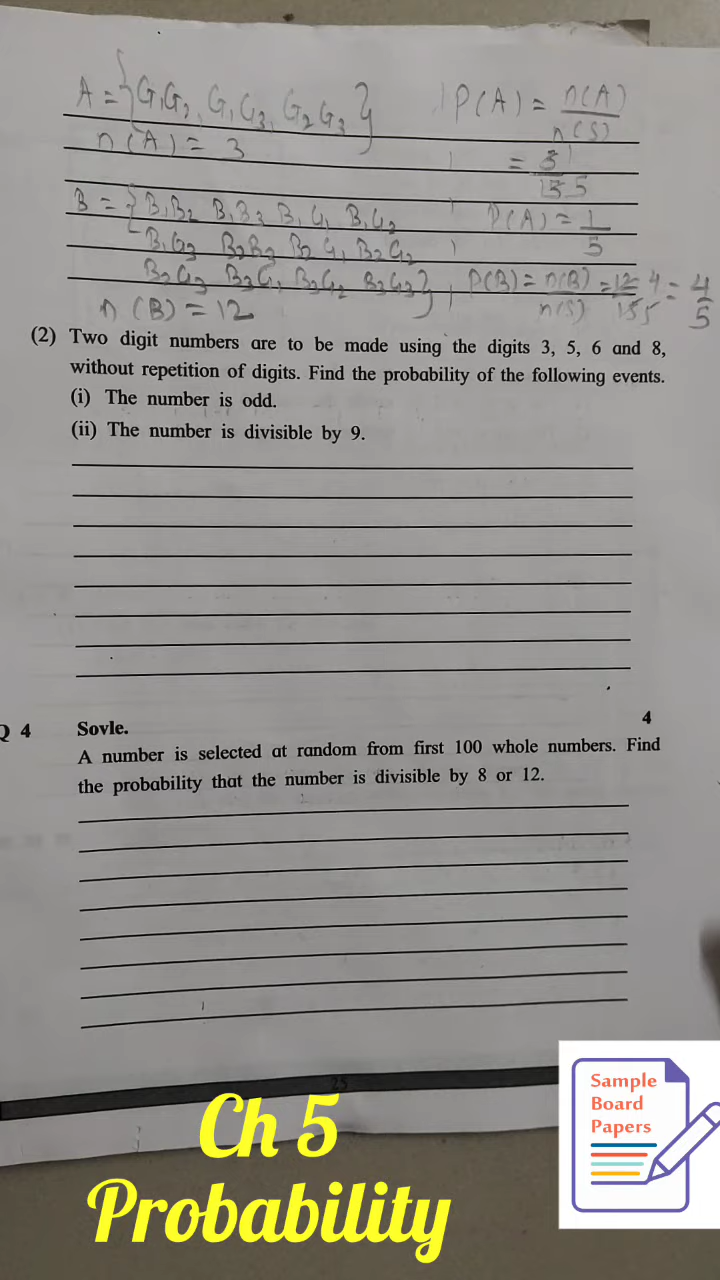 A = {G₁G₂, G₁G₃, G₂G₃} P(A) = n(A)/n(S)
n(A) = 3 = 3/15 5
B = {B₁B₂ B₁B₃ B₁G₁ B₁G₂ P(A) = 1/5
B₁G₃ B₂B₃ B₂G₁ B₂G₂
B₂G₃ B₃G₁ B₃G₂ B₃G₃} , P(B) = n(B)/n(S) = 12/15 4/5 = 4/5
n (B) = 12
(2) Two digit numbers are to be made using the digits 3, 5, 6 and 8,
without repetition of digits. Find the probability of the following events.
(i) The number is odd.
(ii) The number is divisible by 9.
Q 4 Sovle. 4
A number is selected at random from first 100 whole numbers. Find
the probability that the number is divisible by 8 or 12.
25
Ch 5
Probability
Sample
Board
Papers